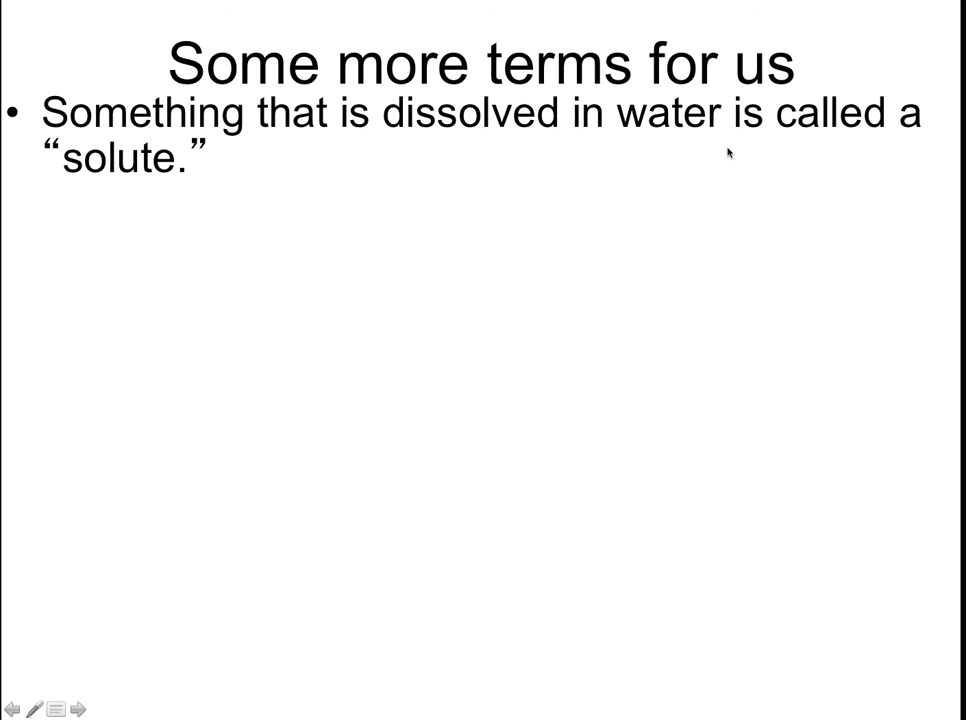 Some more terms for us
• Something that is dissolved in water is called a
“solute.”